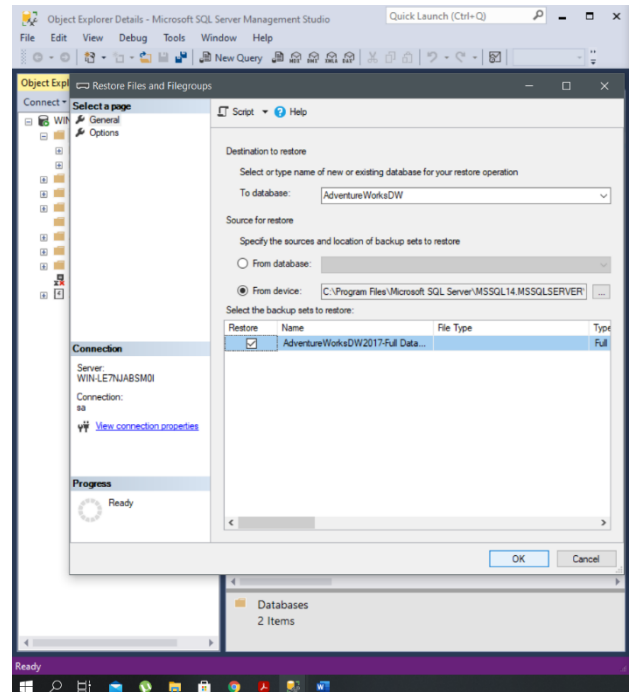 Object Explorer Details - Microsoft SQL Server Management Studio
Quick Launch (Ctrl+Q)
File Edit View Debug Tools Window Help
New Query
Object Expl
Restore Files and Filegroups
Connect
Select a page
General
Options
Script Help
WIN
Destination to restore
Select or type name of new or existing database for your restore operation
To database: AdventureWorksDW
Source for restore
Specify the sources and location of backup sets to restore
From database:
From device: C:\Program Files\Microsoft SQL Server\MSSQL14.MSSQLSERVER ...
Select the backup sets to restore:
Restore Name File Type Type
AdventureWorksDW2017-Full Data... Full
Connection
Server:
WIN-LE7NJABSM0I
Connection:
sa
View connection properties
Progress
Ready
OK Cancel
Databases
2 Items
Ready